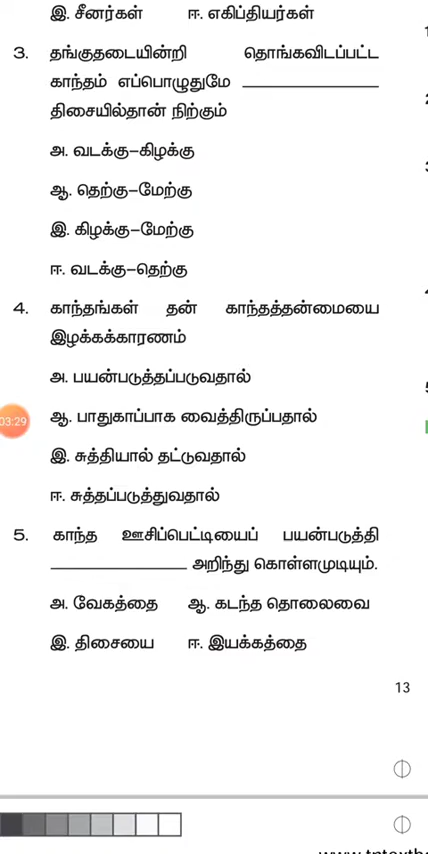 இ. சீனர்கள் ஈ. எகிப்தியர்கள்
3. தங்குதடையின்றி தொங்கவிடப்பட்ட
காந்தம் எப்பொழுதுமே ____________
திசையில்தான் நிற்கும்
அ. வடக்கு–கிழக்கு
ஆ. தெற்கு–மேற்கு
இ. கிழக்கு–மேற்கு
ஈ. வடக்கு–தெற்கு
4. காந்தங்கள் தன் காந்தத்தன்மையை
இழக்கக்காரணம்
அ. பயன்படுத்தப்படுவதால்
03:29
ஆ. பாதுகாப்பாக வைத்திருப்பதால்
இ. சுத்தியால் தட்டுவதால்
ஈ. சுத்தப்படுத்துவதால்
5. காந்த ஊசிப்பெட்டியைப் பயன்படுத்தி
____________ அறிந்து கொள்ளமுடியும்.
அ. வேகத்தை ஆ. கடந்த தொலைவை
இ. திசையை ஈ. இயக்கத்தை
13